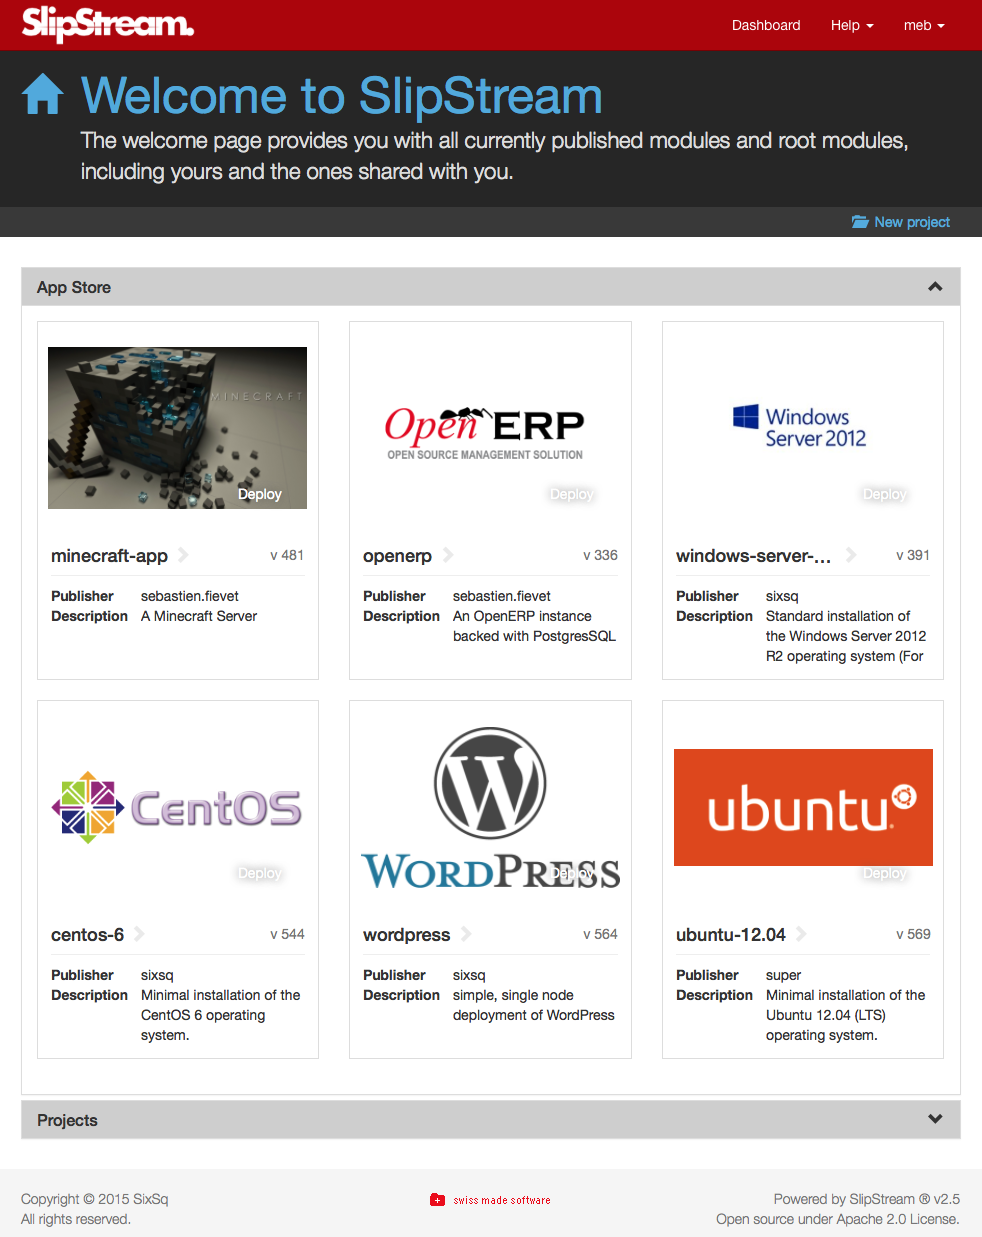 SlipStream.
Dashboard Help meb
Welcome to SlipStream
The welcome page provides you with all currently published modules and root modules,
including yours and the ones shared with you.
New project
App Store
MINECRAFT
Deploy
minecraft-app v 481
Publisher sebastien.fievet
Description A Minecraft Server
Open ERP
OPEN SOURCE MANAGEMENT SOLUTION
Deploy
openerp v 336
Publisher sebastien.fievet
Description An OpenERP instance
backed with PostgresSQL
Windows
Server 2012
Deploy
windows-server-... v 391
Publisher sixsq
Description Standard installation of
the Windows Server 2012
R2 operating system (For
CentOS
Deploy
centos-6 v 544
Publisher sixsq
Description Minimal installation of the
CentOS 6 operating
system.
WORDPRESS
Deploy
wordpress v 564
Publisher sixsq
Description simple, single node
deployment of WordPress
ubuntu
Deploy
ubuntu-12.04 v 569
Publisher super
Description Minimal installation of the
Ubuntu 12.04 (LTS)
operating system.
Projects
Copyright © 2015 SixSq
All rights reserved.
swiss made software
Powered by SlipStream ® v2.5
Open source under Apache 2.0 License.